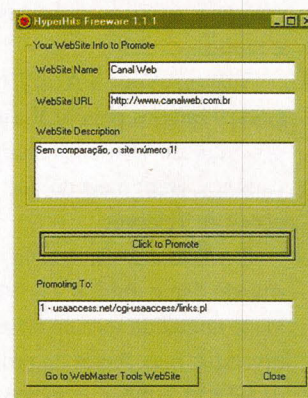 HyperHits Freeware 1.1.1
Your WebSite Info to Promote
WebSite Name Canal Web
WebSite URL http://www.canalweb.com.br
WebSite Description
Sem comparação, o site número 1!
Click to Promote
Promoting To:
1 - usaaccess.net/cgi-usaaccess/links.pl
Go to WebMaster Tools WebSite Close